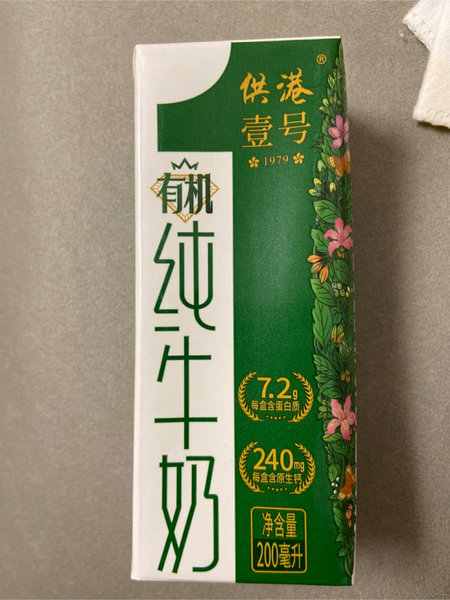 供港®
壹号
1979
有机
纯牛奶
7.2g
每盒含蛋白质
240mg
每盒含原生钙
净含量
200毫升